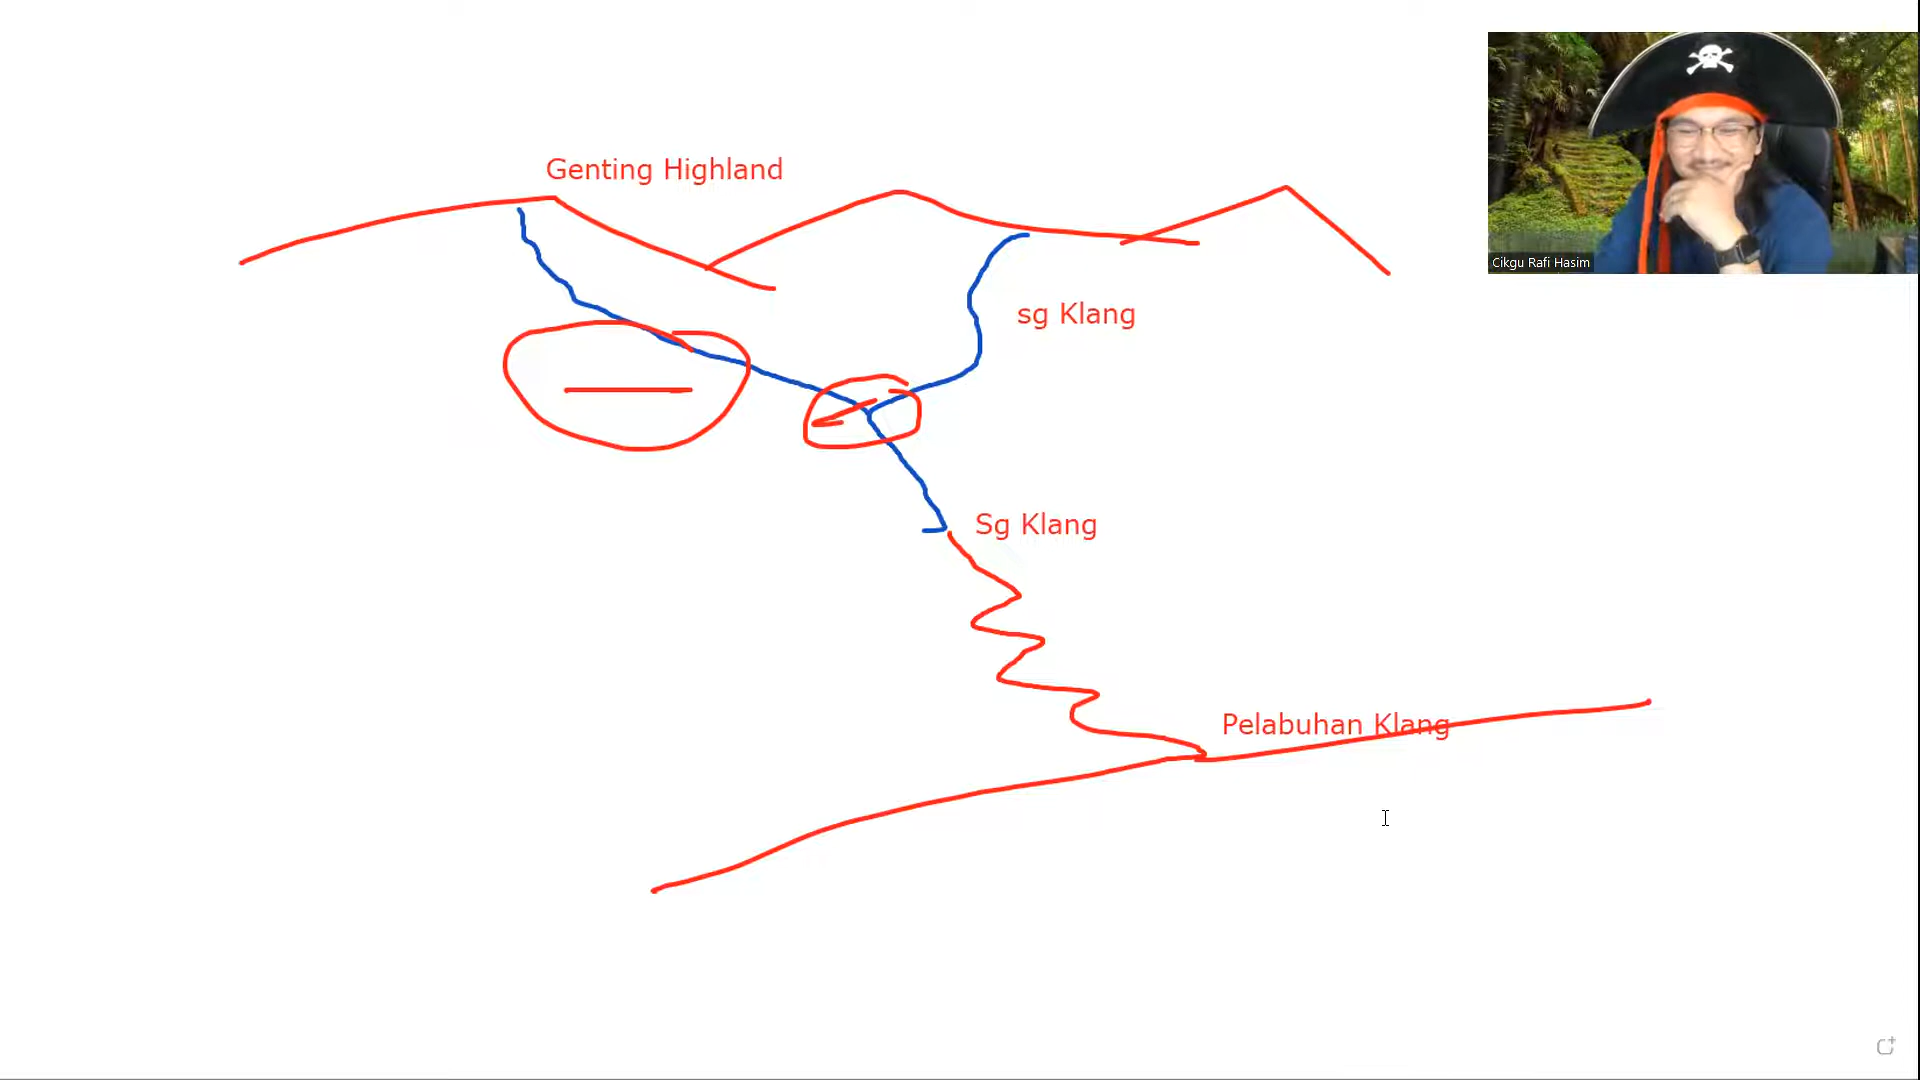 Genting Highland
Cikgu Rafi Hasim
sg Klang
Sg Klang
Pelabuhan Klang